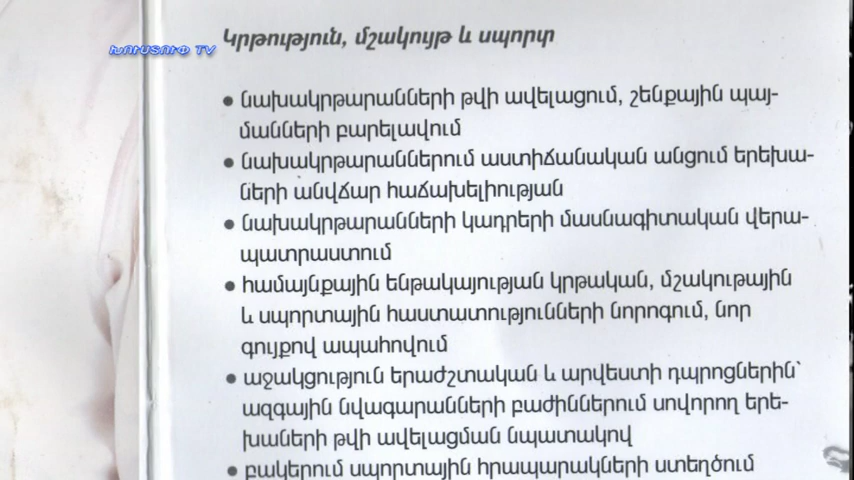 Կրթություն, մշակույթ և սպորտ
ԽՈՒՍՏՈՒՓ TV
• նախակրթարանների թվի ավելացում, շենքային պայ-
մանների բարելավում
• նախակրթարաններում աստիճանական անցում երեխա-
ների անվճար հաճախելիության
• նախակրթարանների կադրերի մասնագիտական վերա-
պատրաստում
• համայնքային ենթակայության կրթական, մշակութային
և սպորտային հաստատությունների նորոգում, նոր
գույքով ապահովում
• աջակցություն երաժշտական և արվեստի դպրոցներին՝
ազգային նվագարանների բաժիններում սովորող երե-
խաների թվի ավելացման նպատակով
• բակերում սպորտային հրապարակների ստեղծում